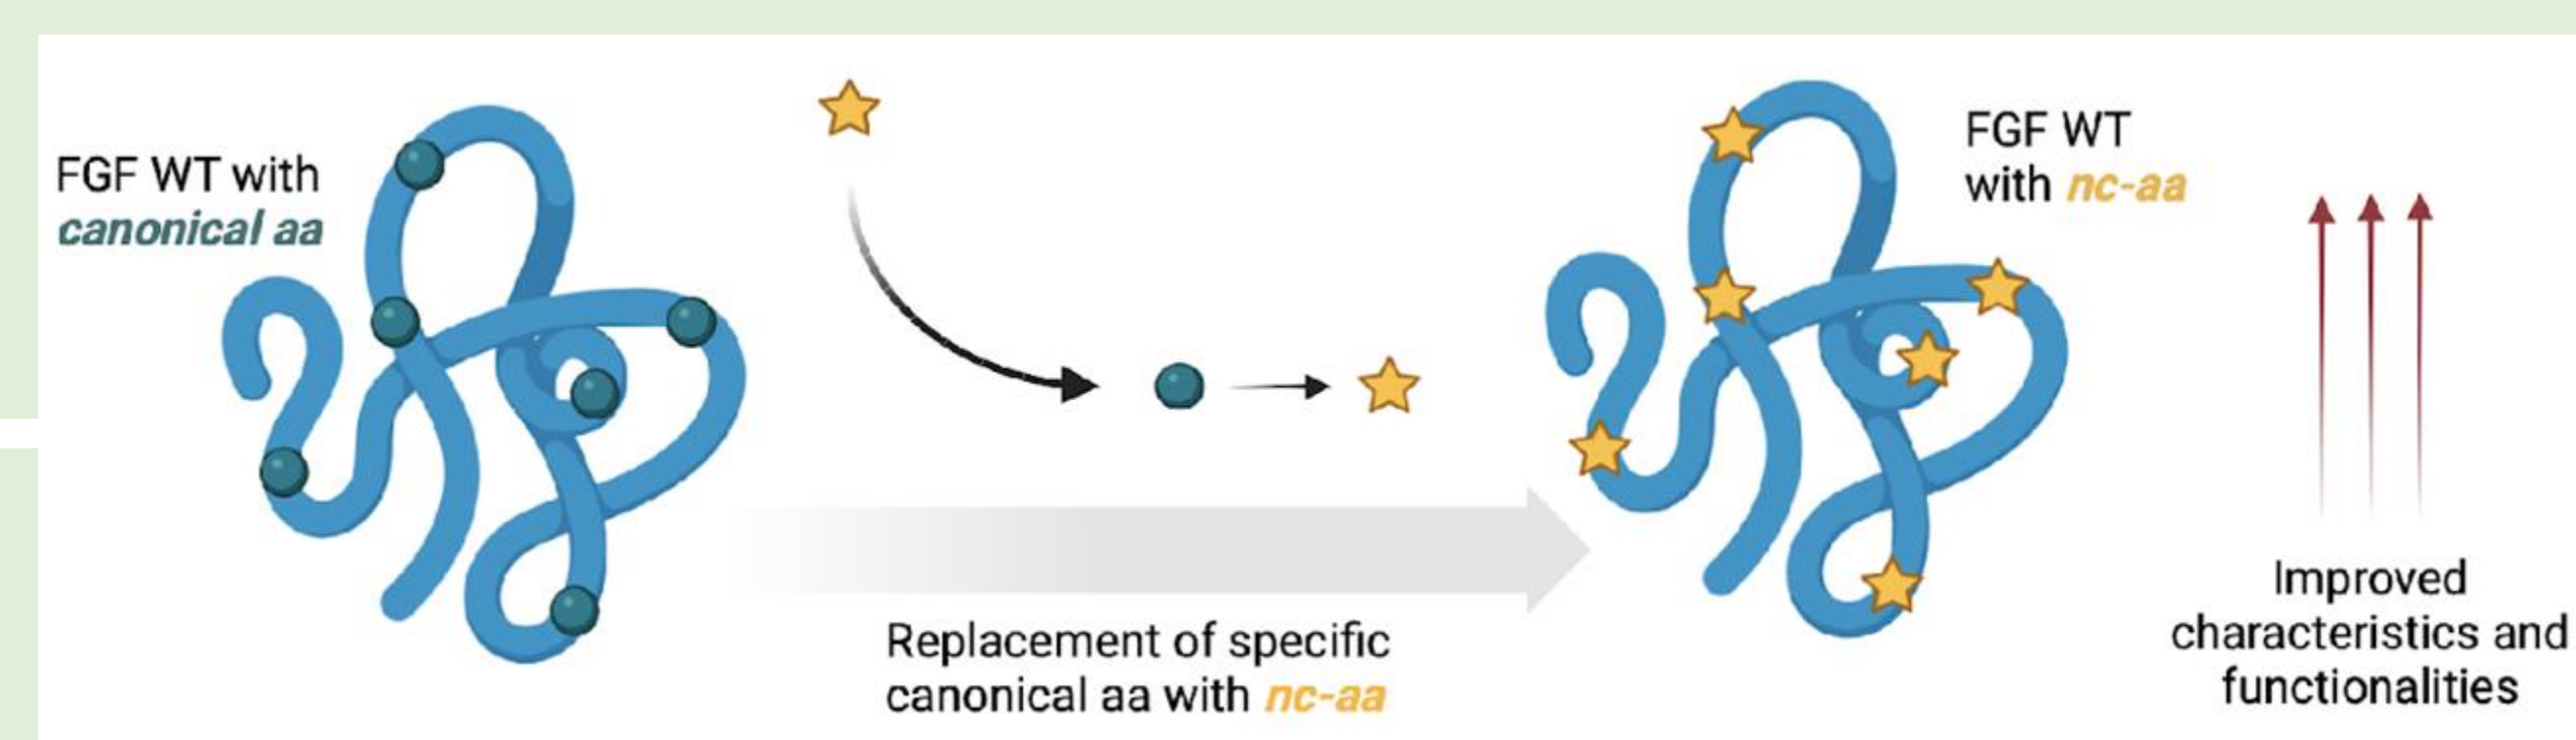 FGF WT with
canonical aa
Replacement of specific
canonical aa with nc-aa
FGF WT
with nc-aa
Improved
characteristics and
functionalities